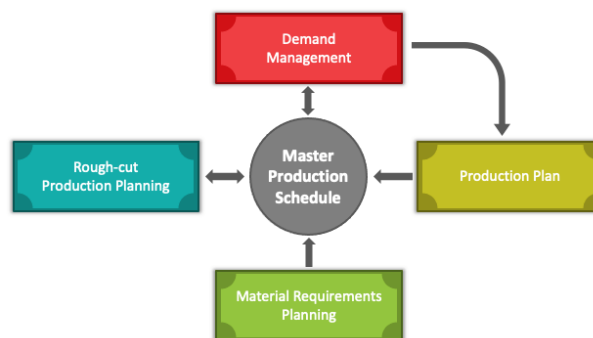 Demand
Management
Rough-cut
Production Planning
Master
Production
Schedule
Production Plan
Material Requirements
Planning